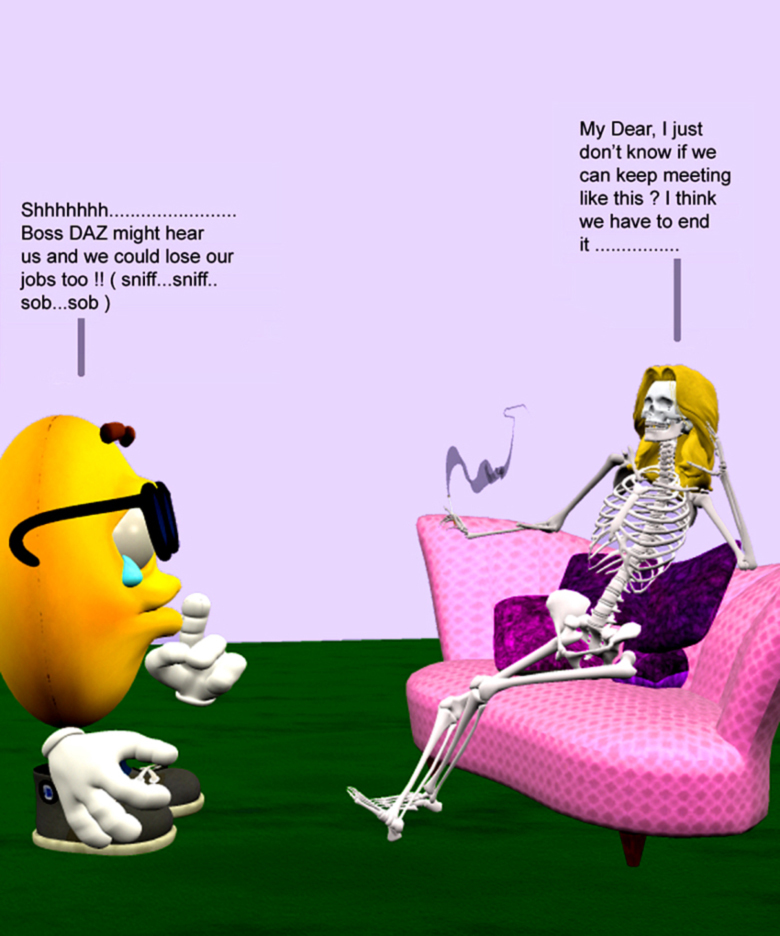 Shhhhhhh........................
Boss DAZ might hear
us and we could lose our
jobs too !! ( sniff...sniff..
sob...sob )
My Dear, I just
don't know if we
can keep meeting
like this ? I think
we have to end
it ................